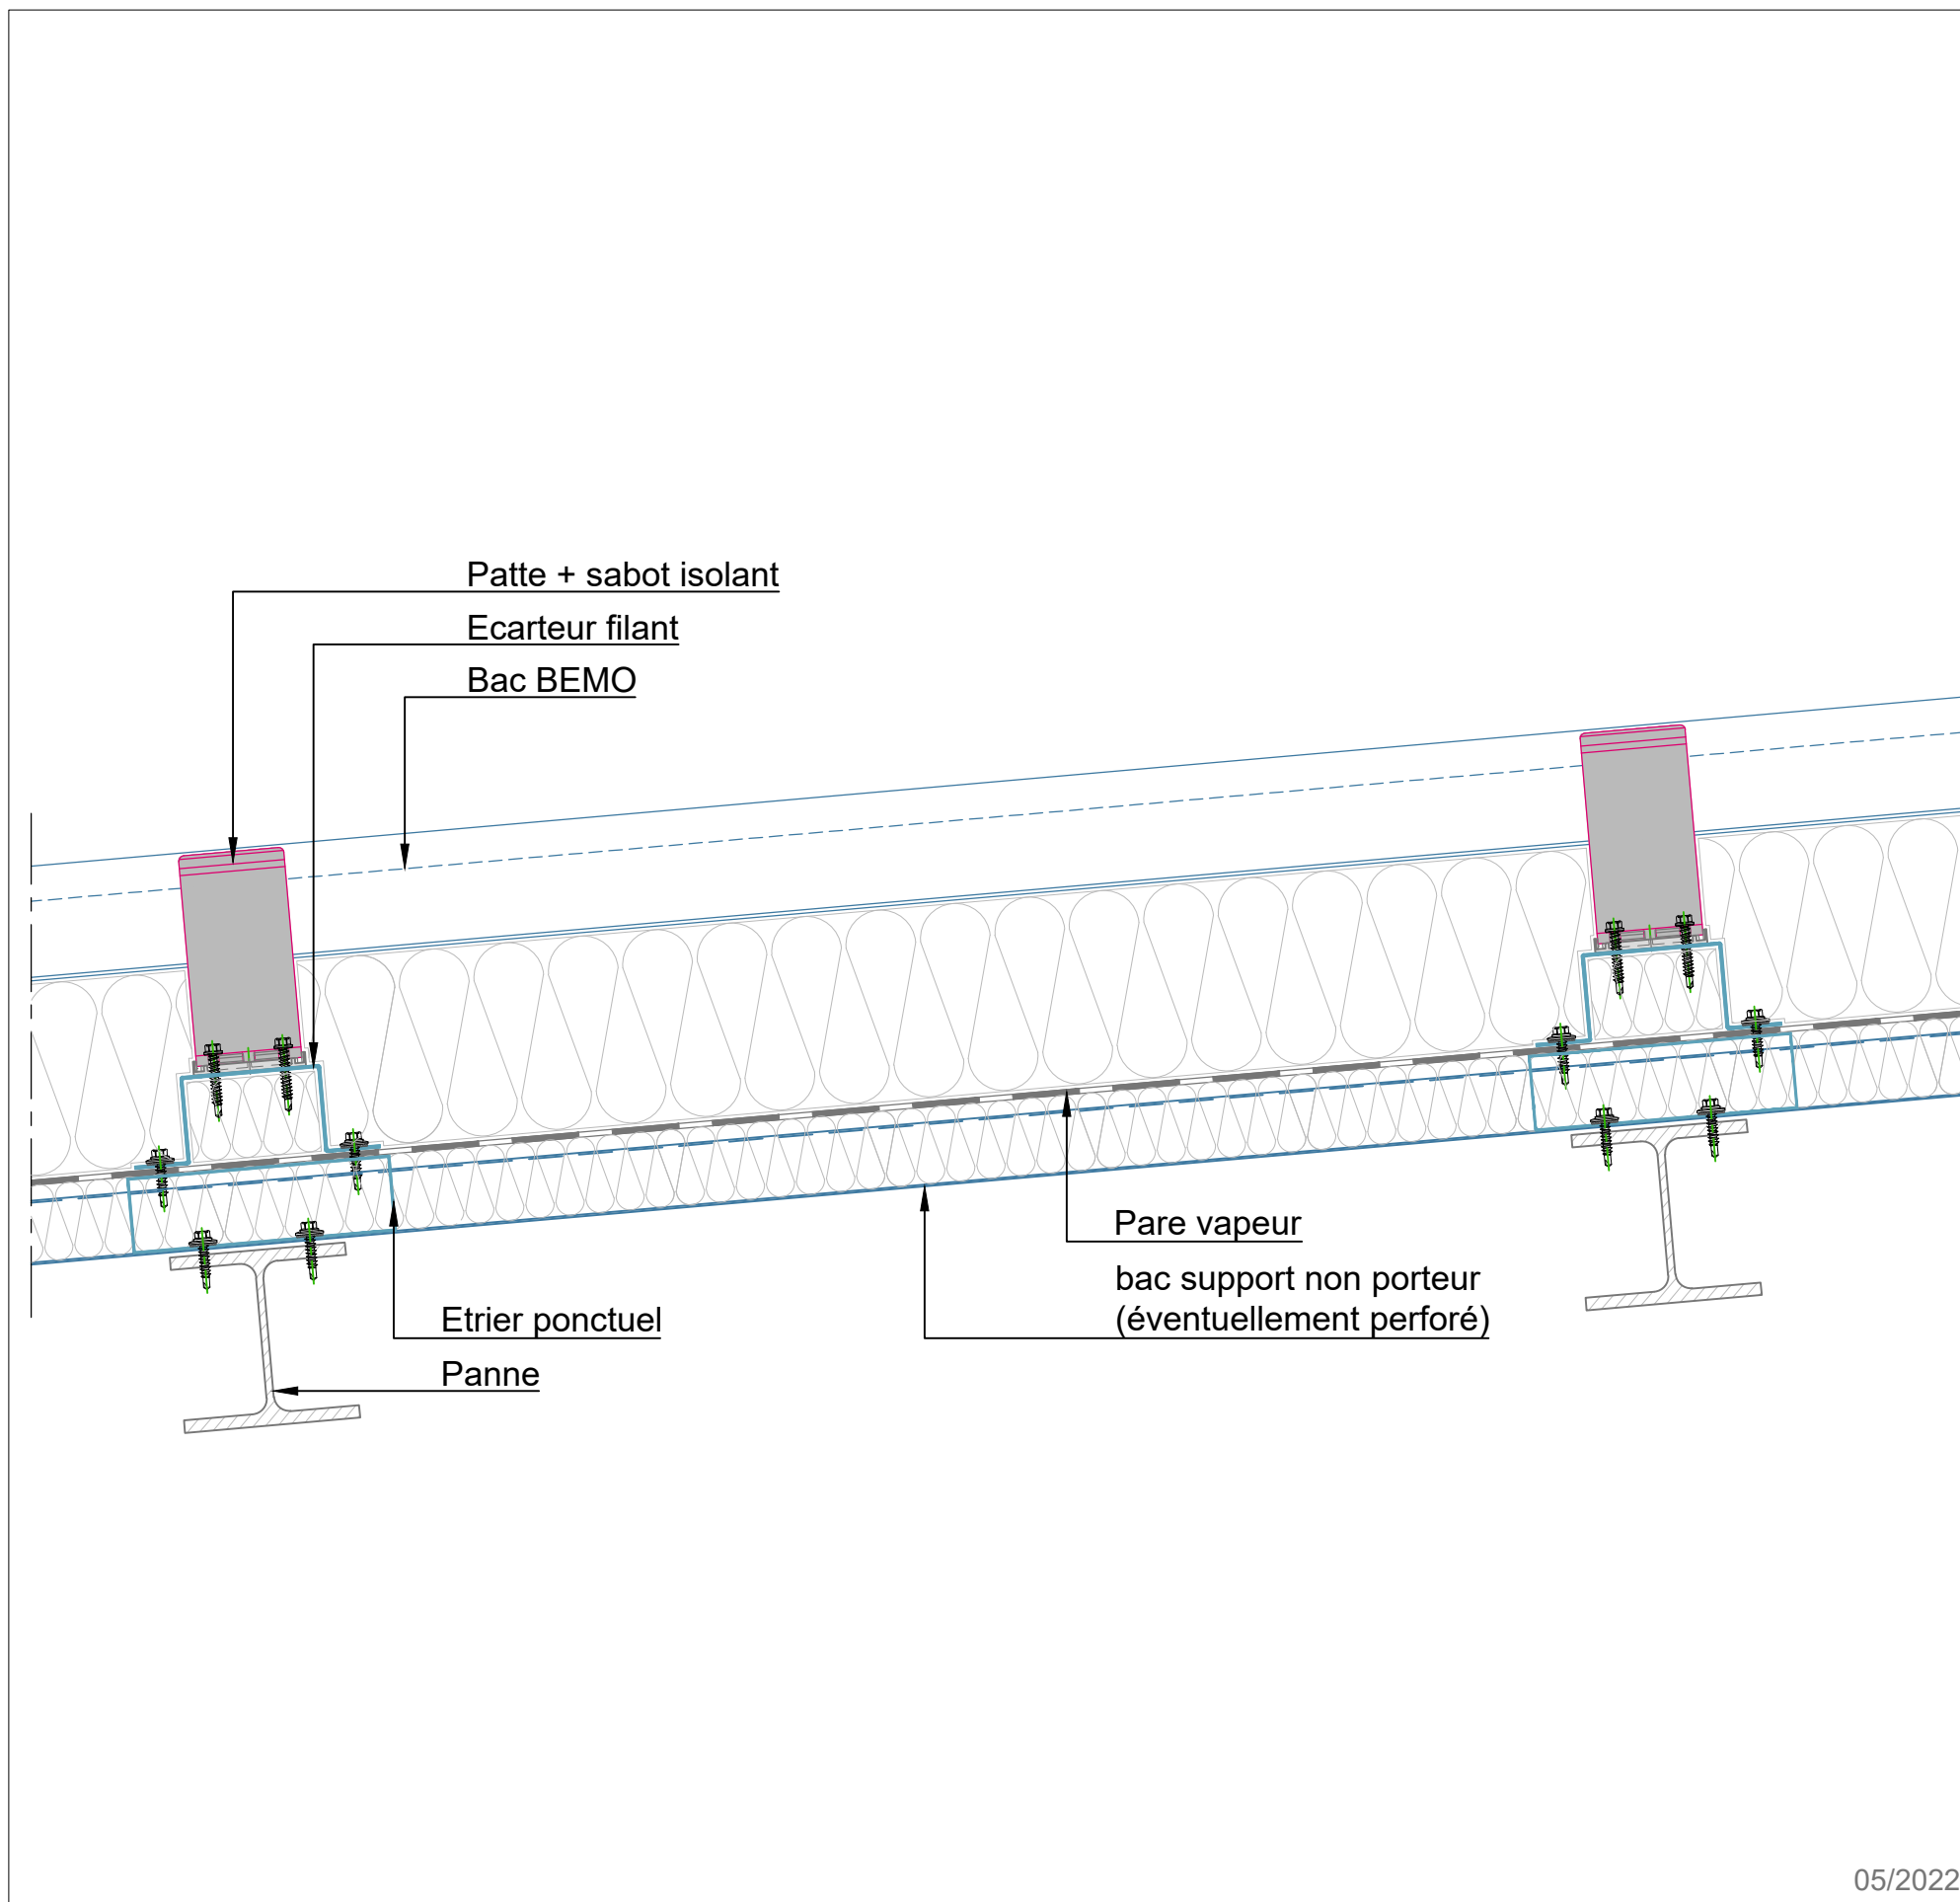 Patte + sabot isolant
Ecarteur filant
Bac BEMO
Pare vapeur
bac support non porteur
(éventuellement perforé)
Etrier ponctuel
Panne
05/2022